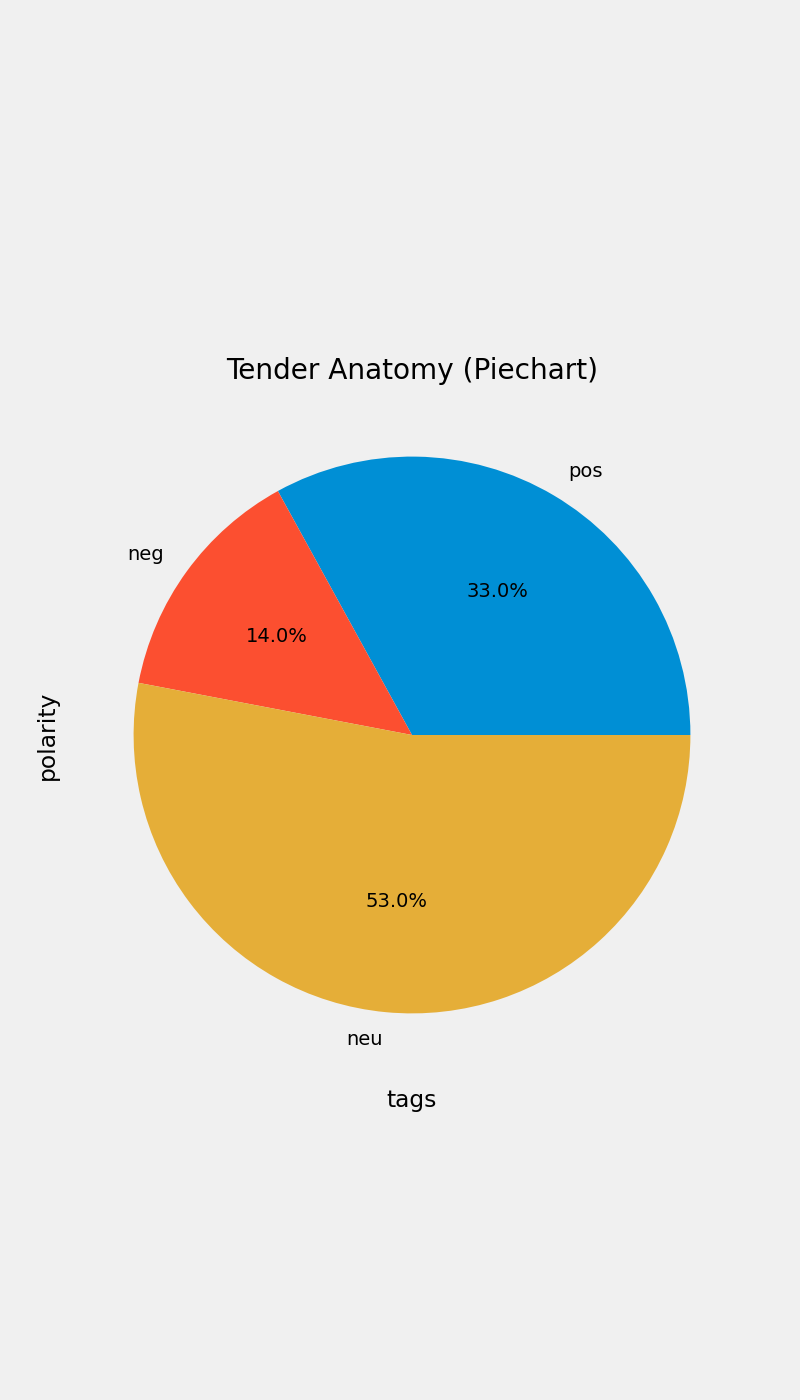 Tender Anatomy (Piechart)
pos
neg
33.0%
14.0%
polarity
53.0%
neu
tags